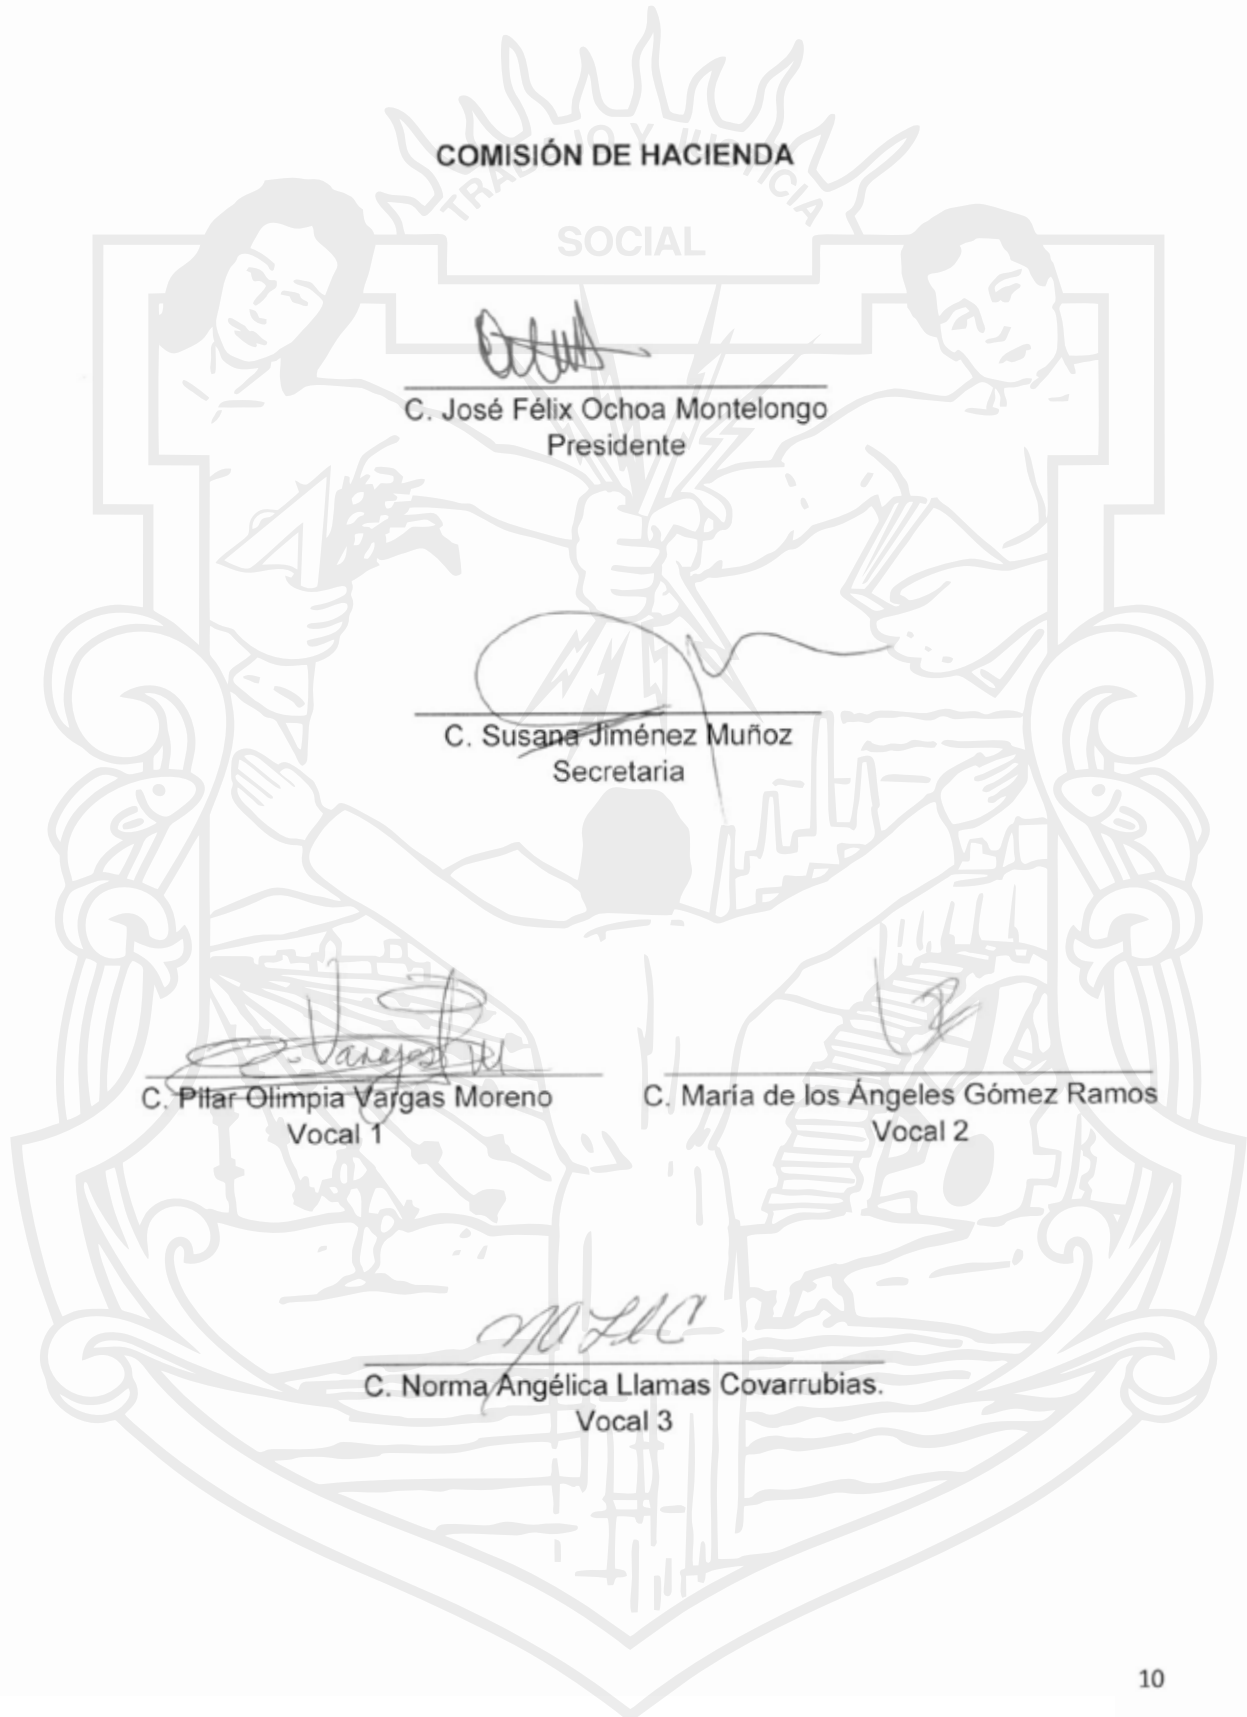 TRABAJO Y JUSTICIA
COMISIÓN DE HACIENDA
SOCIAL
C. José Félix Ochoa Montelongo
Presidente
C. Susana Jiménez Muñoz
Secretaria
C. Pilar Olimpia Vargas Moreno
Vocal 1
C. María de los Ángeles Gómez Ramos
Vocal 2
C. Norma Angélica Llamas Covarrubias.
Vocal 3
10